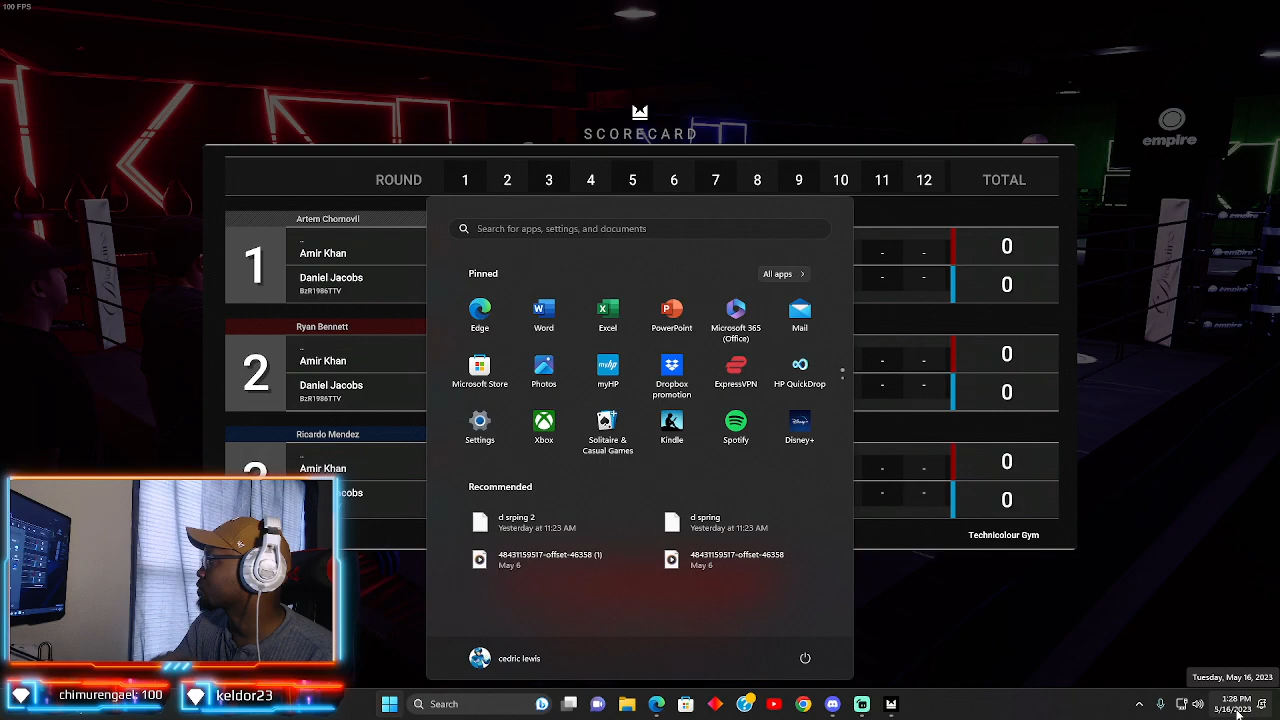 100 FPS
SCORECARD
empire
ROUND 1 2 3 4 5 6 7 8 9 10 11 12 TOTAL
Artem Chornovil
1
--
Amir Khan
- - 0
Daniel Jacobs
BzR1986TTV
- - 0
Ryan Bennett
2
--
Amir Khan
- - 0
Daniel Jacobs
BzR1986TTV
- - 0
Ricardo Mendez
--
Amir Khan
- - 0
acobs
- - 0
Technicolor Gym
Search for apps, settings, and documents
Pinned
All apps
Edge
Word
Excel
PowerPoint
Microsoft 365
(Office)
Mail
Microsoft Store
Photos
myHP
Dropbox
promotion
ExpressVPN
HP QuickDrop
Settings
Xbox
Solitaire &
Casual Games
Kindle
Spotify
Disney+
Recommended
d srping 2
Yesterday at 11:23 AM
d spring
Yesterday at 11:23 AM
48431159517-offset-46358 (1)
May 6
48431159517-offset-46358
May 6
cedric lewis
chimurengaek: 100
keldor23
Tuesday, May 16, 2023
Search
1:28 PM
5/16/2023